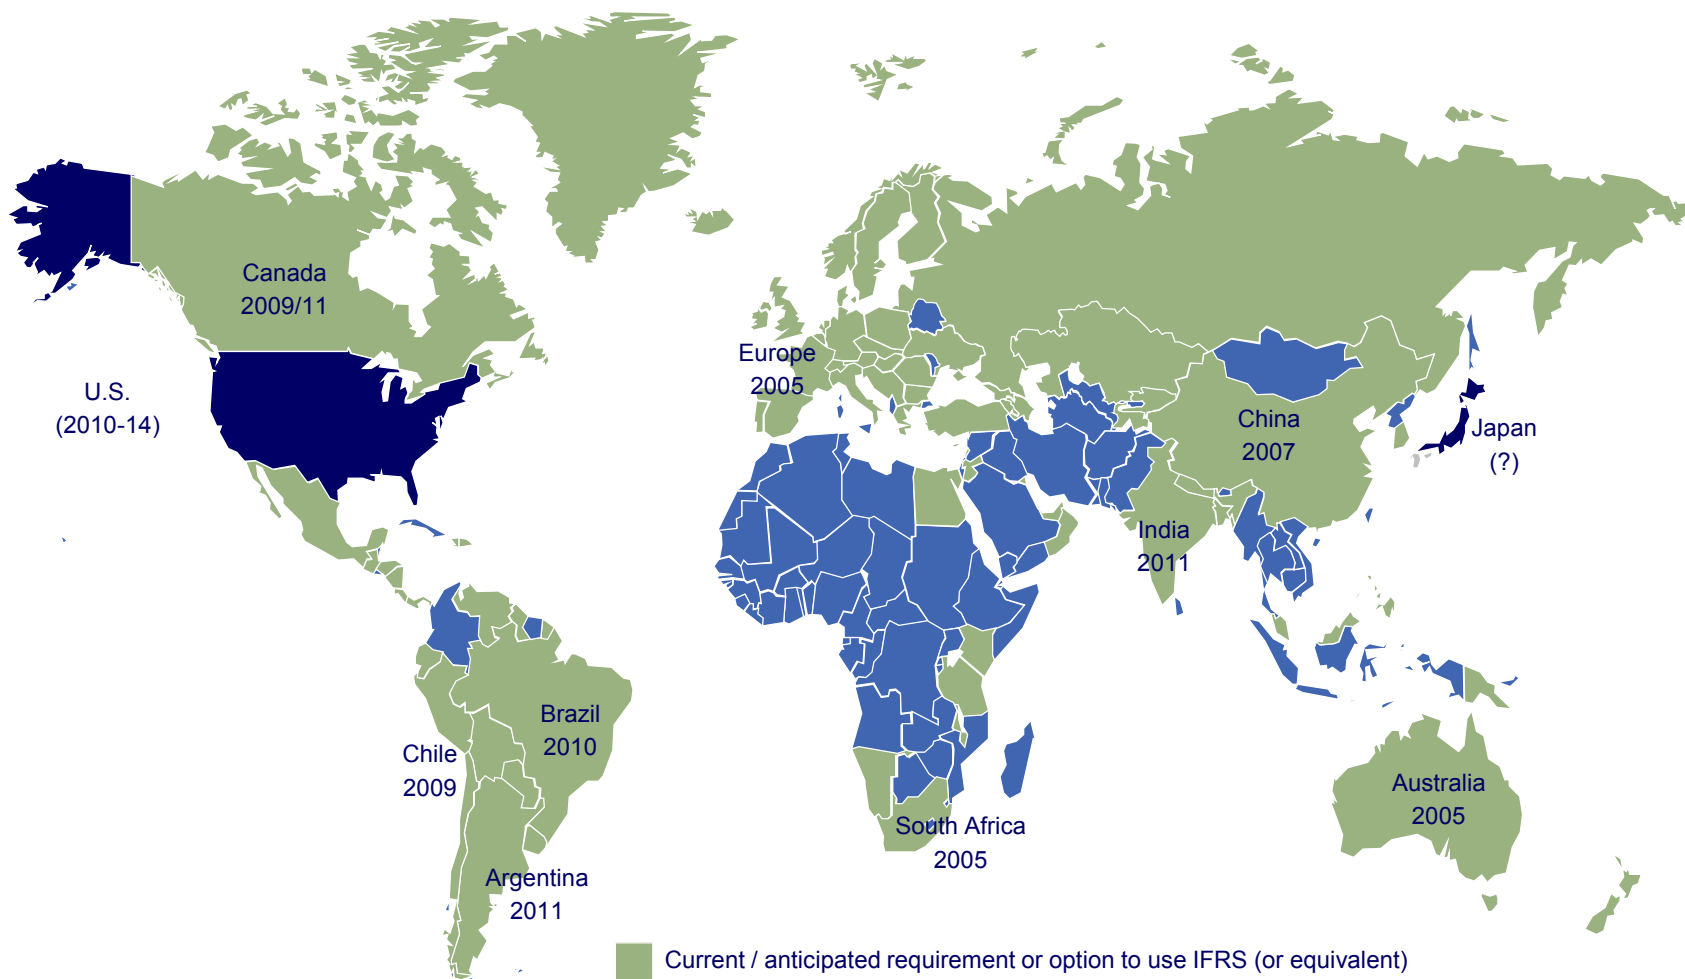 Canada
2009/11
U.S.
(2010-14)
Europe
2005
China
2007
Japan
(?)
India
2011
Brazil
2010
Chile
2009
Argentina
2011
South Africa
2005
Australia
2005
Current / anticipated requirement or option to use IFRS (or equivalent)